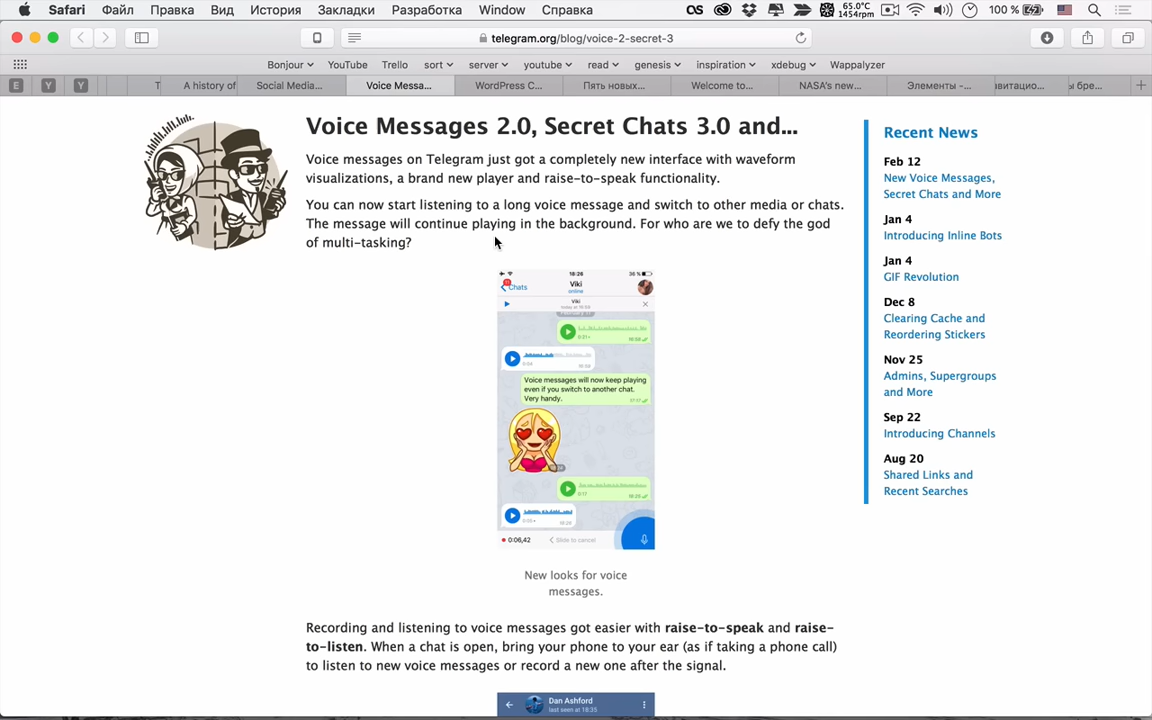 Safari Файл Правка Вид История Закладки Разработка Window Справка 65.0°C 1454rpm 100 %
telegram.org/blog/voice-2-secret-3
Bonjour YouTube Trello sort server youtube read genesis inspiration xdebug Wappalyzer
E Y Y T A history of Social Media... Voice Messa... WordPress C... Пять новых... Welcome to... NASA's new... Элементы -...
Voice Messages 2.0, Secret Chats 3.0 and...
Voice messages on Telegram just got a completely new interface with waveform
visualizations, a brand new player and raise-to-speak functionality.
You can now start listening to a long voice message and switch to other media or chats.
The message will continue playing in the background. For who are we to defy the god
of multi-tasking?
18:26 36 %
Chats Viki
online
Viki
Voice messages will now keep playing
even if you switch to another chat.
Very handy.
0:06,42 Slide to cancel
New looks for voice
messages.
Recording and listening to voice messages got easier with raise-to-speak and raise-
to-listen. When a chat is open, bring your phone to your ear (as if taking a phone call)
to listen to new voice messages or record a new one after the signal.
Dan Ashford
last seen at 18:35
Recent News
Feb 12
New Voice Messages,
Secret Chats and More
Jan 4
Introducing Inline Bots
Jan 4
GIF Revolution
Dec 8
Clearing Cache and
Reordering Stickers
Nov 25
Admins, Supergroups
and More
Sep 22
Introducing Channels
Aug 20
Shared Links and
Recent Searches